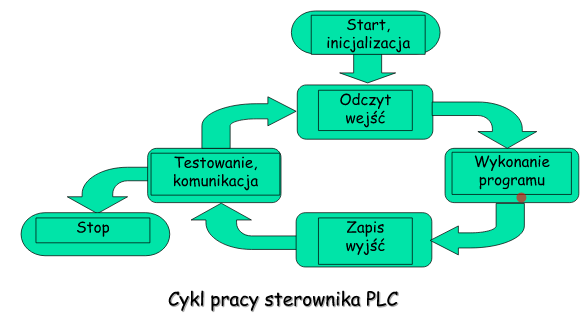 Start,
inicjalizacja
Odczyt
wejść
Testowanie,
komunikacja
Wykonanie
programu
Stop
Zapis
wyjść
Cykl pracy sterownika PLC